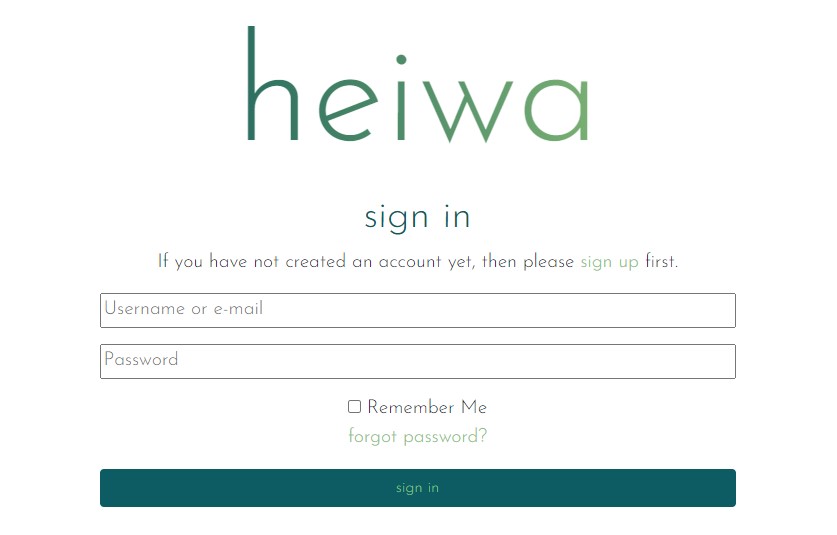 heiwa
sign in
If you have not created an account yet, then please sign up first.
Username or e-mail
Password
Remember Me
forgot password?
sign in